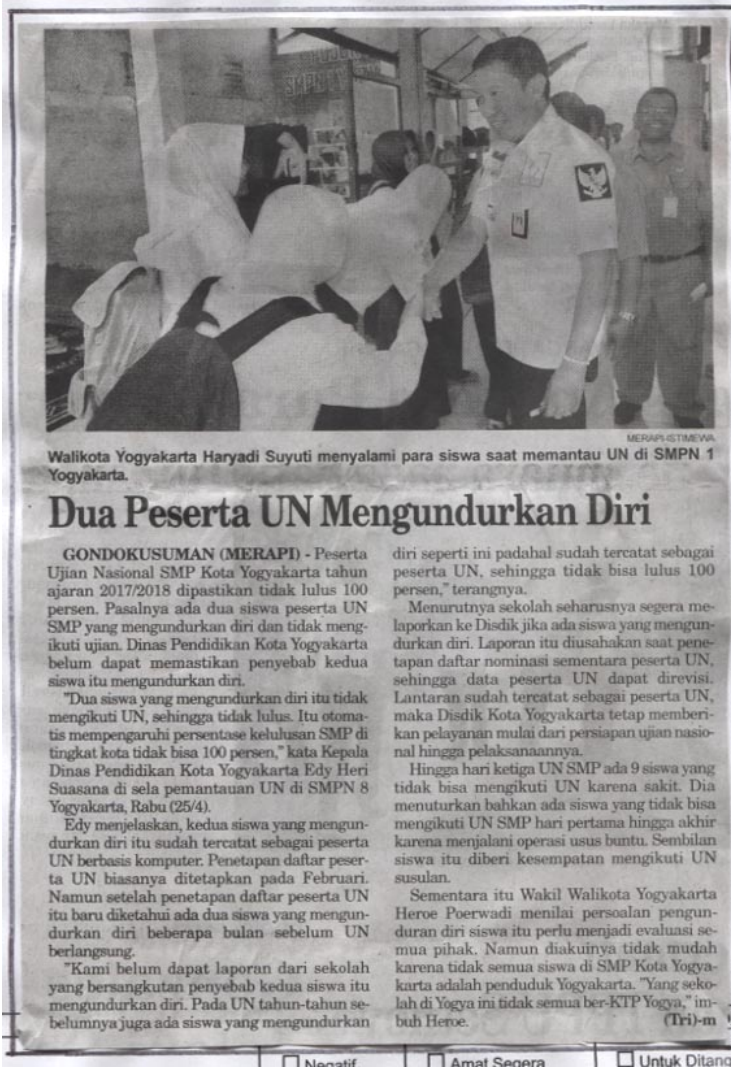 SMPN
MERAPI-ISTIMEWA
Walikota Yogyakarta Haryadi Suyuti menyalami para siswa saat memantau UN di SMPN 1
Yogyakarta.
Dua Peserta UN Mengundurkan Diri
GONDOKUSUMAN (MERAPI) - Peserta
Ujian Nasional SMP Kota Yogyakarta tahun
ajaran 2017/2018 dipastikan tidak lulus 100
persen. Pasalnya ada dua siswa peserta UN
SMP yang mengundurkan diri dan tidak meng-
ikuti ujian. Dinas Pendidikan Kota Yogyakarta
belum dapat memastikan penyebab kedua
siswa itu mengundurkan diri.
"Dua siswa yang mengundurkan diri itu tidak
mengikuti UN, sehingga tidak lulus. Itu otoma-
tis mempengaruhi persentase kelulusan SMP di
tingkat kota tidak bisa 100 persen," kata Kepala
Dinas Pendidikan Kota Yogyakarta Edy Heri
Suasana di sela pemantauan UN di SMPN 8
Yogyakarta, Rabu (25/4).
Edy menjelaskan, kedua siswa yang mengun-
durkan diri itu sudah tercatat sebagai peserta
UN berbasis komputer. Penetapan daftar peser-
ta UN biasanya ditetapkan pada Februari.
Namun setelah penetapan daftar peserta UN
itu baru diketahui ada dua siswa yang mengun-
durkan diri beberapa bulan sebelum UN
berlangsung.
"Kami belum dapat laporan dari sekolah
yang bersangkutan penyebab kedua siswa itu
mengundurkan diri. Pada UN tahun-tahun se-
belumnya juga ada siswa yang mengundurkan
diri seperti ini padahal sudah tercatat sebagai
peserta UN, sehingga tidak bisa lulus 100
persen," terangnya.
Menurutnya sekolah seharusnya segera me-
laporkan ke Disdik jika ada siswa yang mengun-
durkan diri. Laporan itu diusahakan saat pene-
tapan daftar nominasi sementara peserta UN,
sehingga data peserta UN dapat direvisi.
Lantaran sudah tercatat sebagai peserta UN,
maka Disdik Kota Yogyakarta tetap memberi-
kan pelayanan mulai dari persiapan ujian nasio-
nal hingga pelaksanaannya.
Hingga hari ketiga UN SMP ada 9 siswa yang
tidak bisa mengikuti UN karena sakit. Dia
menuturkan bahkan ada siswa yang tidak bisa
mengikuti UN SMP hari pertama hingga akhir
karena menjalani operasi usus buntu. Sembilan
siswa itu diberi kesempatan mengikuti UN
susulan.
Sementara itu Wakil Walikota Yogyakarta
Heroe Poerwadi menilai persoalan pengun-
duran diri siswa itu perlu menjadi evaluasi se-
mua pihak. Namun diakuinya tidak mudah
karena tidak semua siswa di SMP Kota Yogya-
karta adalah penduduk Yogyakarta. "Yang seko-
lah di Yogya ini tidak semua ber-KTP Yogya," im-
buh Heroe. (Tri)-m
Negatif Amat Segera Untuk Ditang